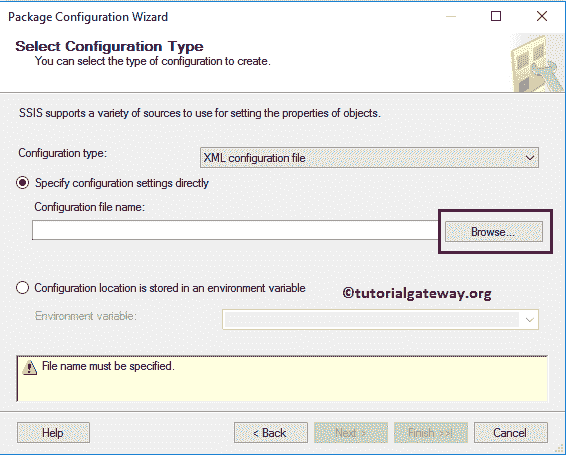 Package Configuration Wizard
Select Configuration Type
You can select the type of configuration to create.
SSIS supports a variety of sources to use for setting the properties of objects.
Configuration type:
XML configuration file
Specify configuration settings directly
Configuration file name:
Browse...
Configuration location is stored in an environment variable
©tutorialgateway.org
Environment variable:
File name must be specified.
Help
< Back
Next >
Finish >>|
Cancel